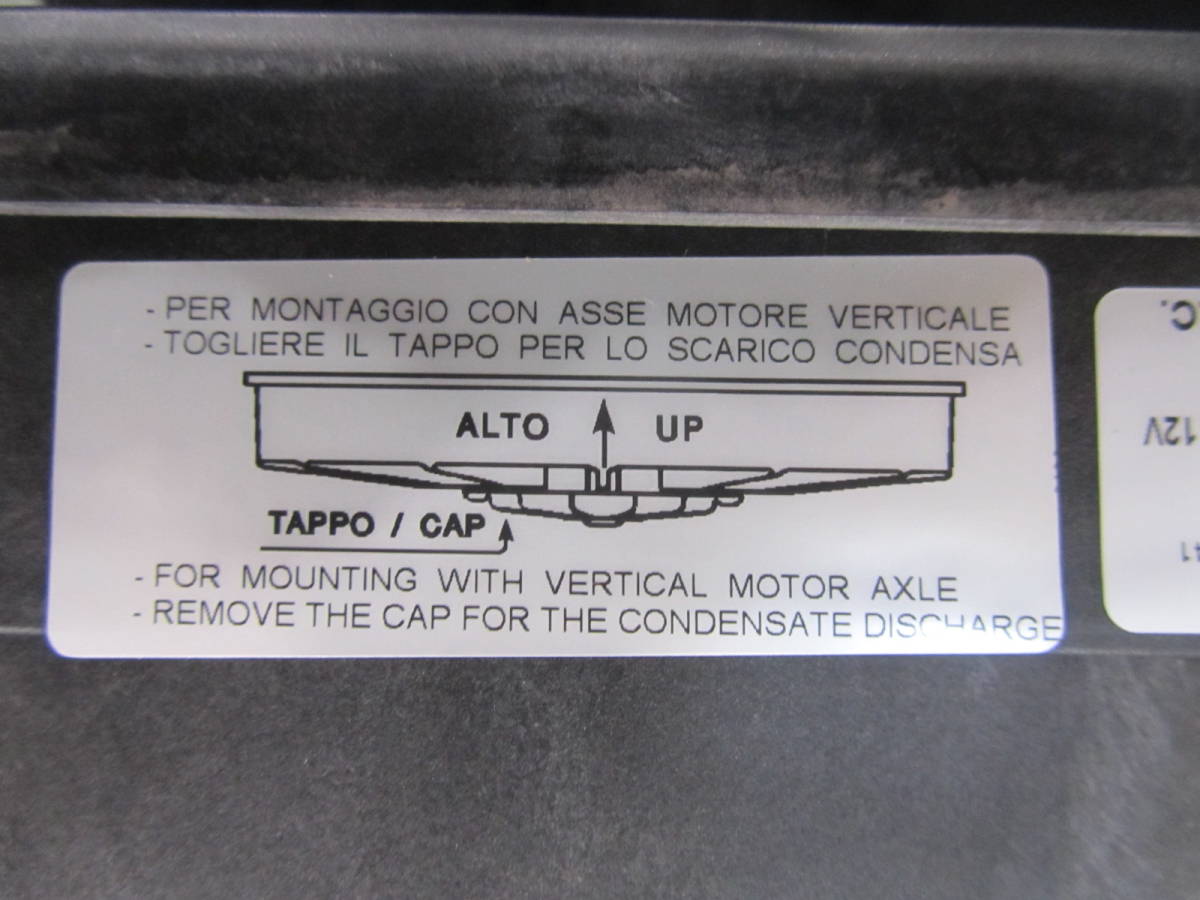 - PER MONTAGGIO CON ASSE MOTORE VERTICALE
- TOGLIERE IL TAPPO PER LO SCARICO CONDENSA
ALTO UP
TAPPO / CAP
- FOR MOUNTING WITH VERTICAL MOTOR AXLE
- REMOVE THE CAP FOR THE CONDENSATE DISCHARGE
C.
12V